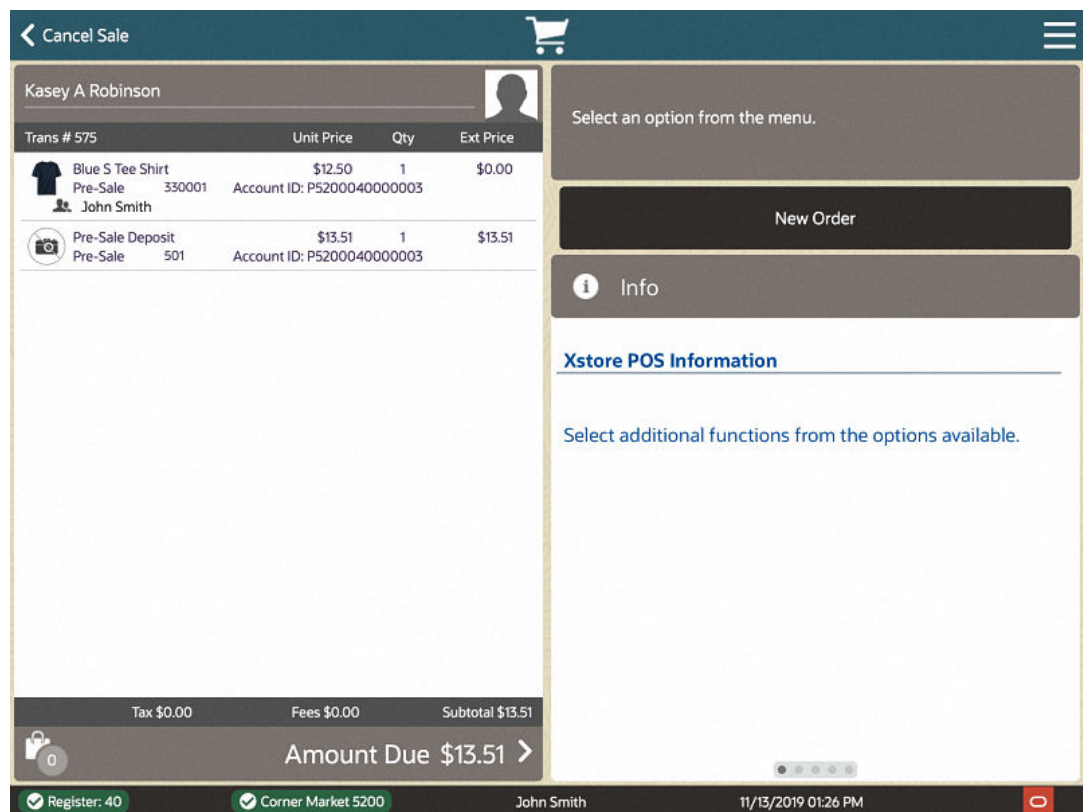 Cancel Sale
Kasey A Robinson
Trans # 575 Unit Price Qty Ext Price
Blue S Tee Shirt $12.50 1 $0.00
Pre-Sale 330001 Account ID: P5200040000003
John Smith
Pre-Sale Deposit $13.51 1 $13.51
Pre-Sale 501 Account ID: P5200040000003
Tax $0.00 Fees $0.00 Subtotal $13.51
0 Amount Due $13.51
Select an option from the menu.
New Order
Info
Xstore POS Information
Select additional functions from the options available.
Register: 40 Corner Market 5200 John Smith 11/13/2019 01:26 PM